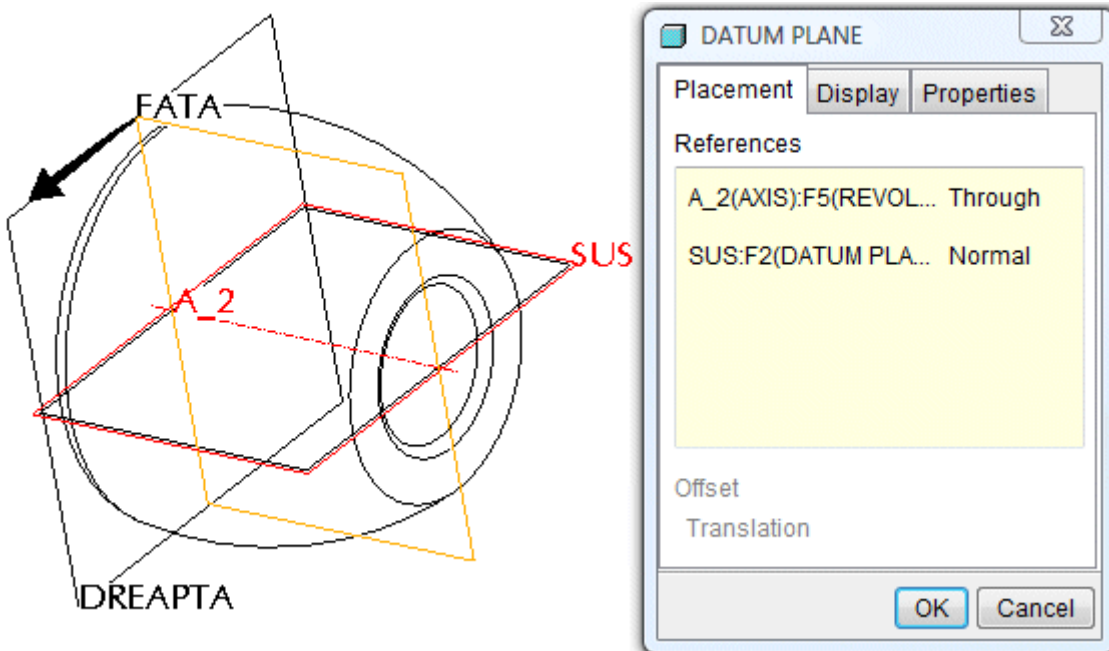 FATA
SUS
A_2
DREAPTA
DATUM PLANE
Placement Display Properties
References
A_2(AXIS):F5(REVOL... Through
SUS:F2(DATUM PLA... Normal
Offset
Translation
OK Cancel